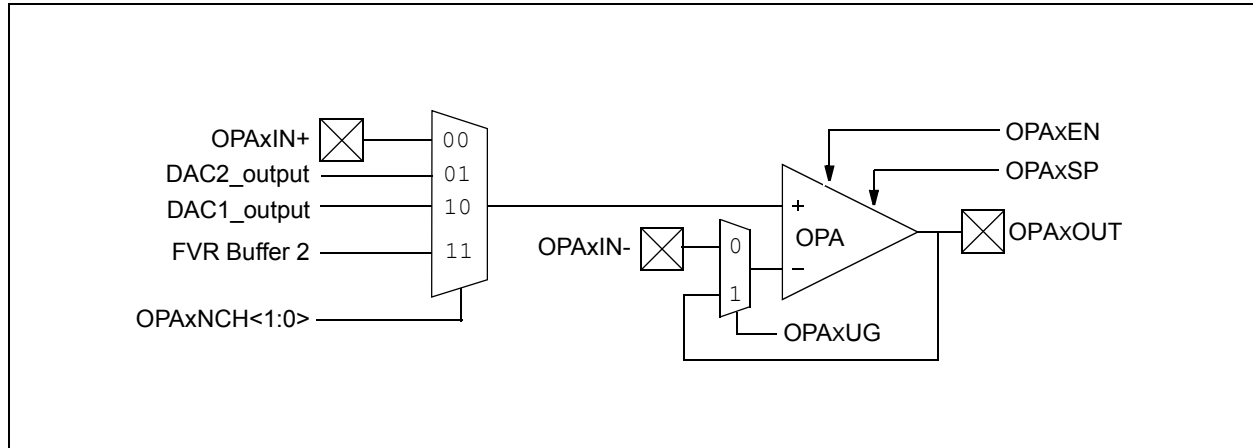 OPAxIN+
00
DAC2_output
01
DAC1_output
10
FVR Buffer 2
11
OPAxNCH<1:0>
OPAxEN
OPAxSP
+
OPA
−
OPAxIN-
0
1
OPAxUG
OPAxOUT